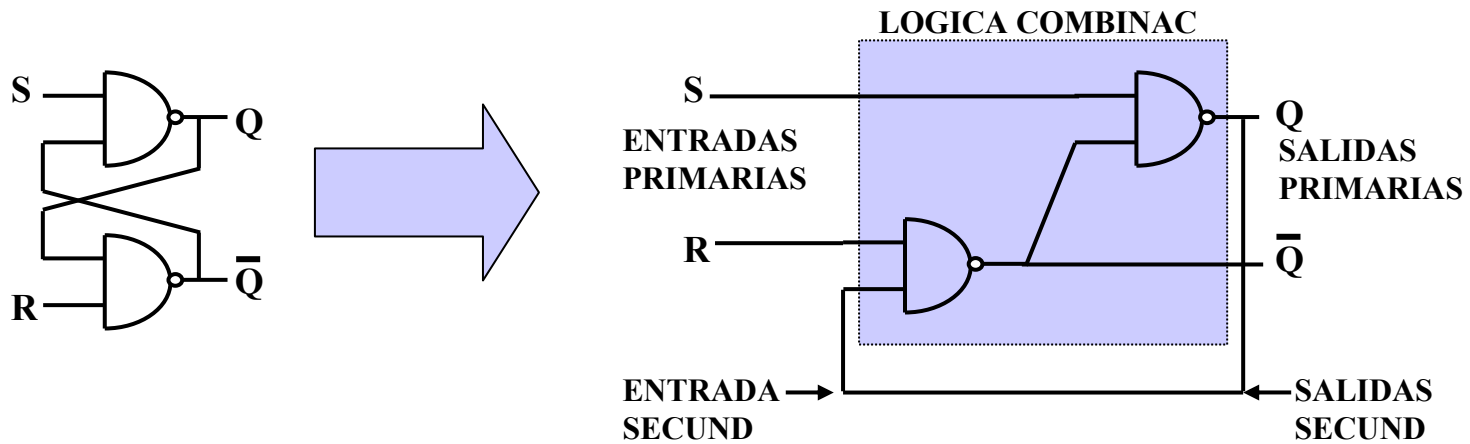 LOGICA COMBINAC
S
Q
Q̅
R
S
ENTRADAS
PRIMARIAS
R
Q
SALIDAS
PRIMARIAS
Q̅
ENTRADA
SECUND
SALIDAS
SECUND